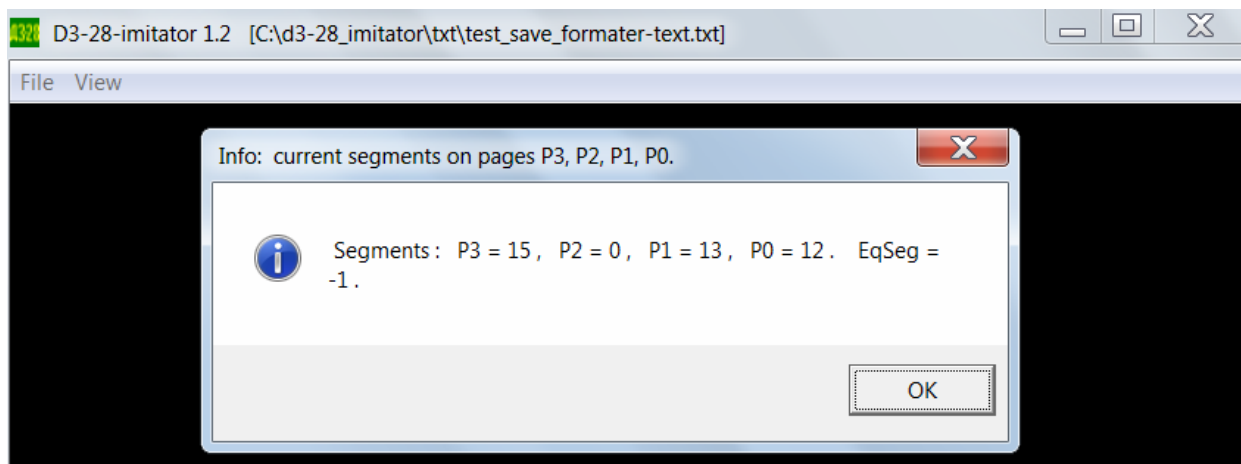 D3-28-imitator 1.2 [C:\d3-28_imitator\txt\test_save_formater-text.txt]
File View
Info: current segments on pages P3, P2, P1, P0.
Segments : P3 = 15 , P2 = 0 , P1 = 13 , P0 = 12 . EqSeg =
-1 .
OK